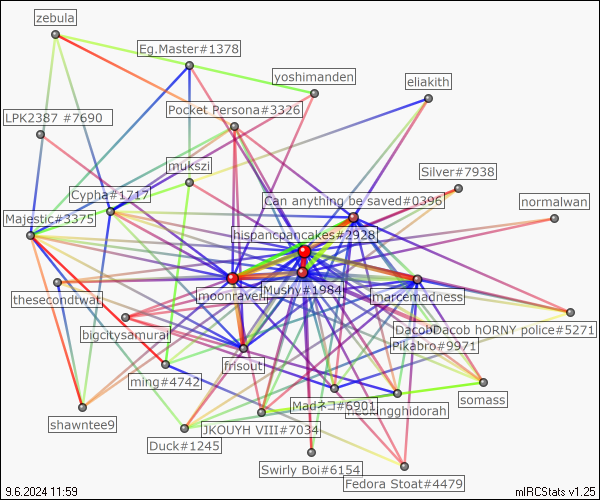 zebula
Eg.Master#1378
yoshimanden
eliakith
Pocket Persona#3326
LPK2387 #7690
mukszi
Silver#7938
Cypha#1717
Can anything be saved#0396
normalwan
Majestic#3375
hispancpancakes#2928
moonraven
Mushy#1984
marcemadness
thesecondtwat
DacobDacob hORNY police#5271
bigcitysamurai
Pikabro#9971
frisout
ming#4742
somass
Madネコ#6901
shawntee9
JKOUYH VIII#7034
Duck#1245
Swirly Boi#6154
Fedora Stoat#4479
9.6.2024 11:59
mIRCStats v1.25